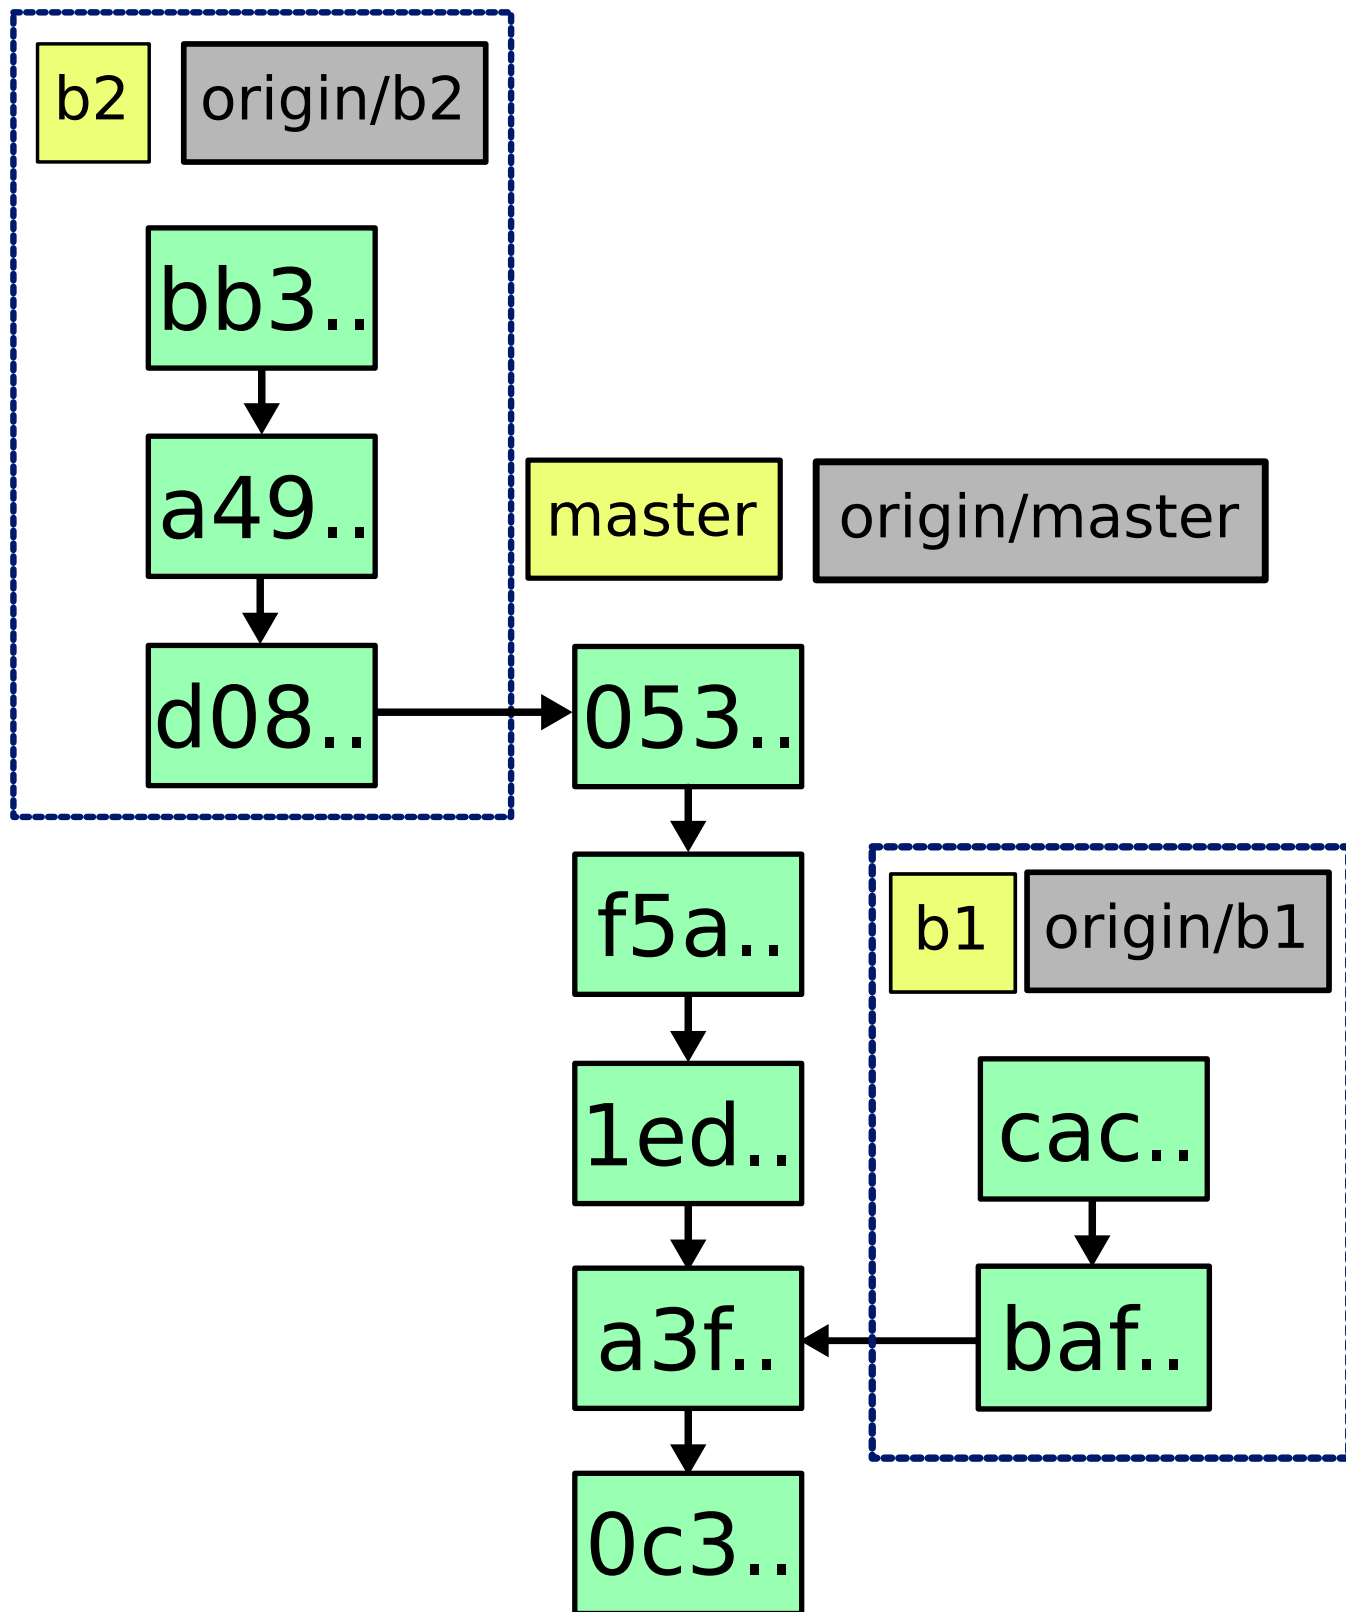 b2
origin/b2
bb3..
a49..
master
origin/master
d08..
053..
f5a..
b1
origin/b1
1ed..
cac..
a3f..
baf..
0c3..